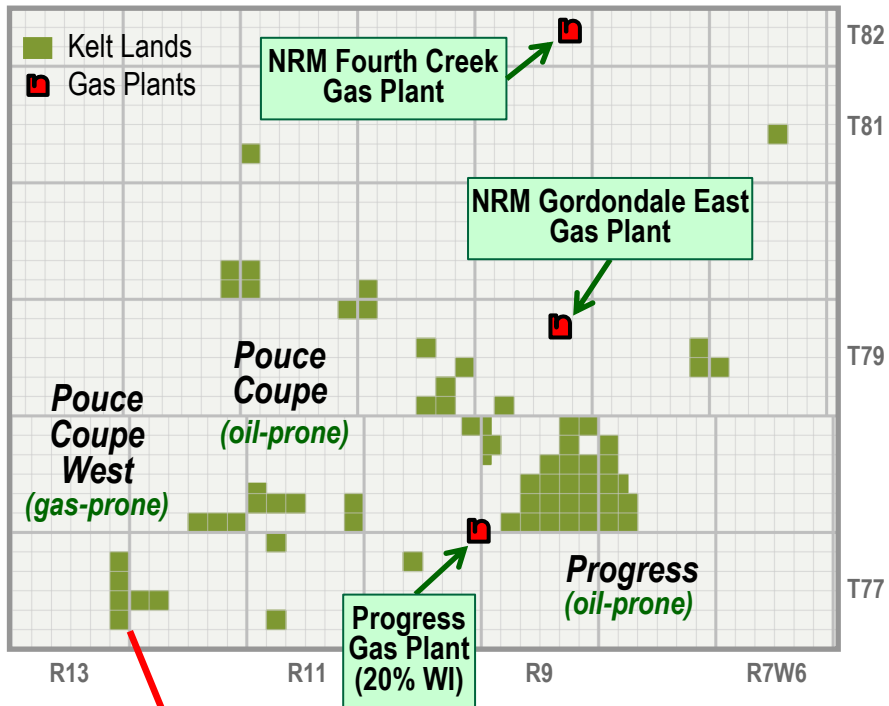 Kelt Lands
Gas Plants
NRM Fourth Creek
Gas Plant
T82
T81
NRM Gordondale East
Gas Plant
T79
Pouce
Coupe
(oil-prone)
Pouce
Coupe
West
(gas-prone)
Progress
(oil-prone)
T77
Progress
Gas Plant
(20% WI)
R13
R11
R9
R7W6